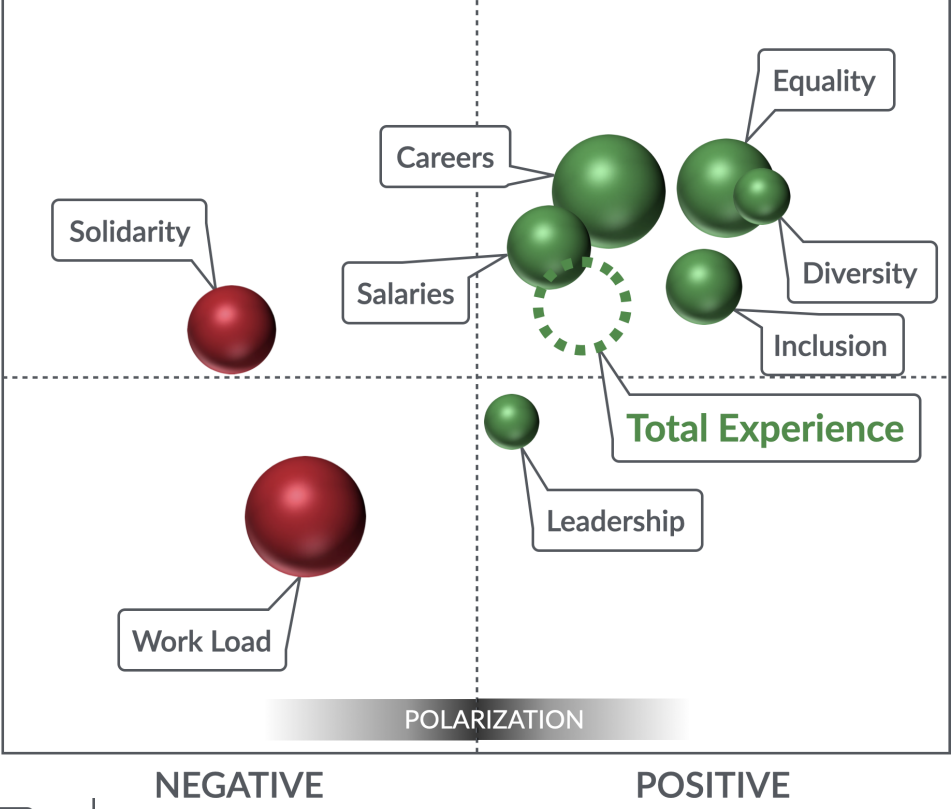 Equality
Careers
Solidarity
Diversity
Salaries
Inclusion
Total Experience
Leadership
Work Load
POLARIZATION
NEGATIVE
POSITIVE